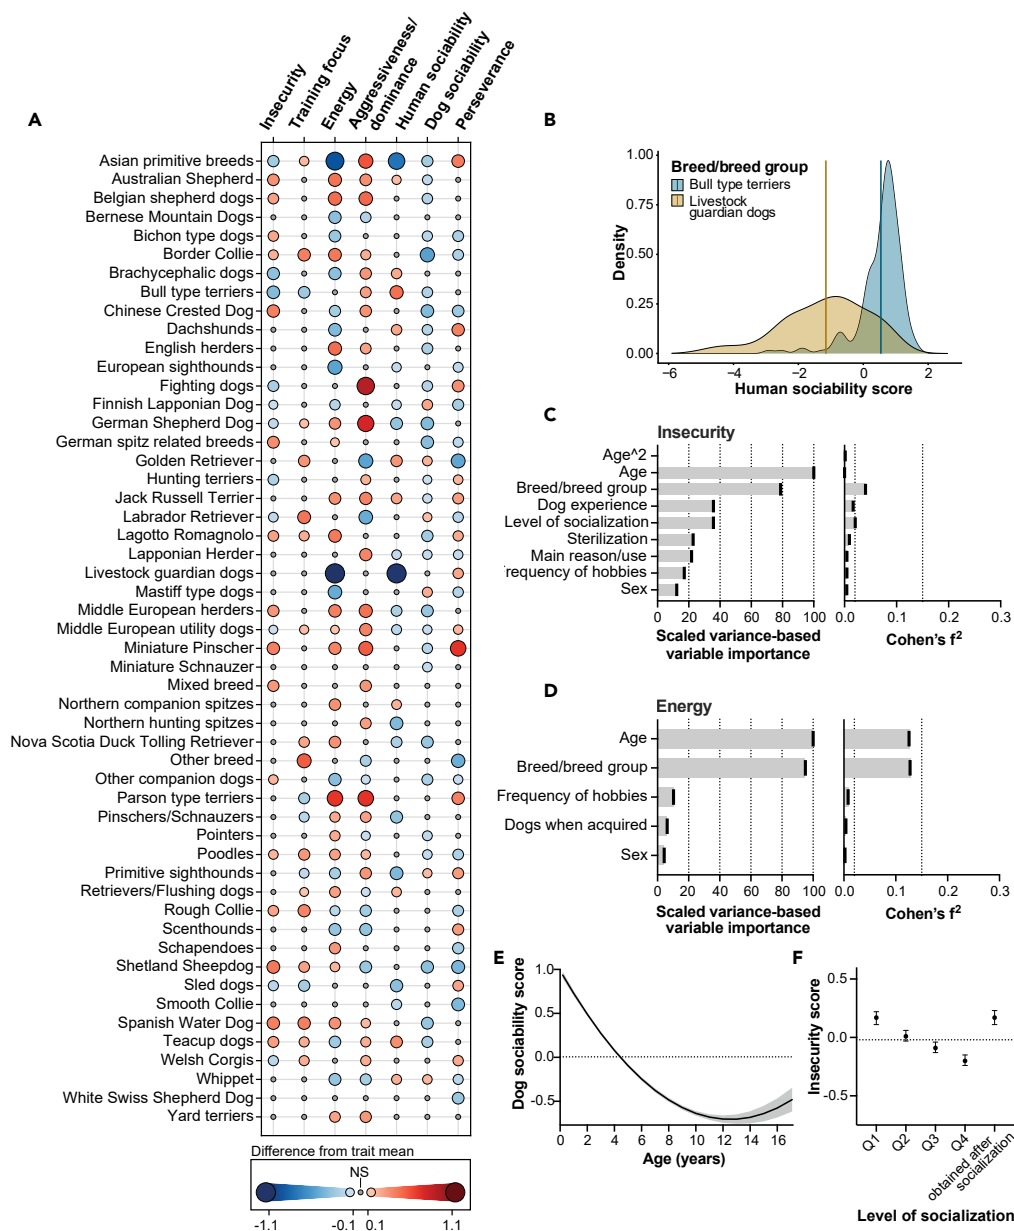 A
Insecurity
Training focus
Energy
Aggressiveness/
dominance
Human sociability
Dog sociability
Perseverance
Asian primitive breeds
Australian Shepherd
Belgian shepherd dogs
Bernese Mountain Dogs
Bichon type dogs
Border Collie
Brachycephalic dogs
Bull type terriers
Chinese Crested Dog
Dachshunds
English herders
European sighthounds
Fighting dogs
Finnish Lapponian Dog
German Shepherd Dog
German spitz related breeds
Golden Retriever
Hunting terriers
Jack Russell Terrier
Labrador Retriever
Lagotto Romagnolo
Lapponian Herder
Livestock guardian dogs
Mastiff type dogs
Middle European herders
Middle European utility dogs
Miniature Pinscher
Miniature Schnauzer
Mixed breed
Northern companion spitzes
Northern hunting spitzes
Nova Scotia Duck Tolling Retriever
Other breed
Other companion dogs
Parson type terriers
Pinschers/Schnauzers
Pointers
Poodles
Primitive sighthounds
Retrievers/Flushing dogs
Rough Collie
Scenthounds
Schapendoes
Shetland Sheepdog
Sled dogs
Smooth Collie
Spanish Water Dog
Teacup dogs
Welsh Corgis
Whippet
White Swiss Shepherd Dog
Yard terriers
Difference from trait mean
NS
-1.1
-0.1
0.1
1.1
B
1.00
0.75
0.50
0.25
0.00
Density
Breed/breed group
Bull type terriers
Livestock
guardian dogs
−6
−4
−2
0
2
Human sociability score
C
Insecurity
Age^2
Age
Breed/breed group
Dog experience
Level of socialization
Sterilization
Main reason/use
requency of hobbies
Sex
0 20 40 60 80 100
Scaled variance-based
variable importance
0.0 0.1 0.2 0.3
Cohen's f2
D
Energy
Age
Breed/breed group
Frequency of hobbies
Dogs when acquired
Sex
0 20 40 60 80 100
Scaled variance-based
variable importance
0.0 0.1 0.2 0.3
Cohen's f2
E
Dog sociability score
1.0
0.5
0.0
-0.5
0 2 4 6 8 10 12 14 16
Age (years)
F
Insecurity score
0.5
0.0
-0.5
Q1
Q2
Q3
Q4
obtained after
socialization
Level of socialization